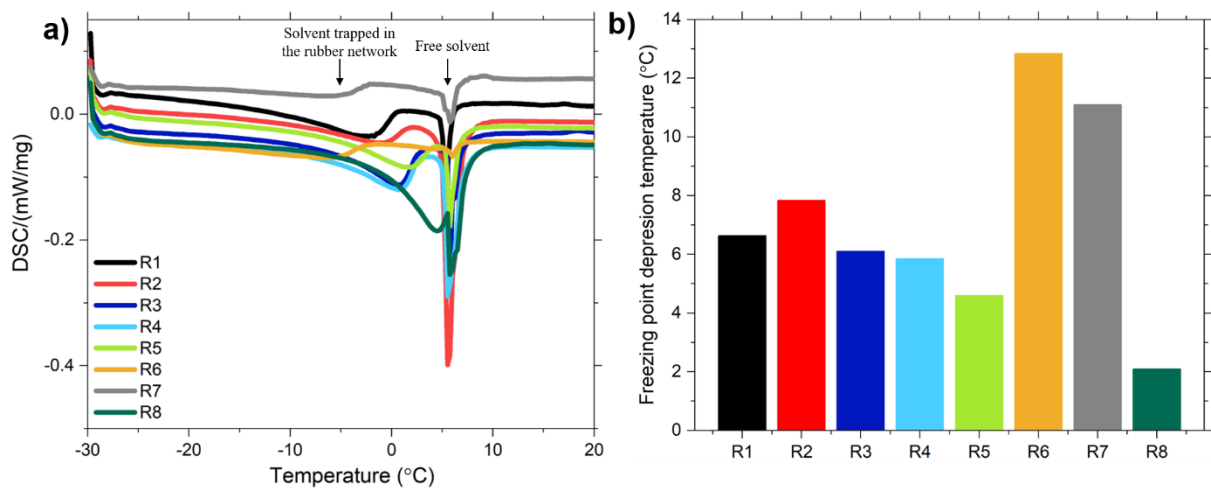 a)
Solvent trapped in
the rubber network
Free solvent
0.0
-0.2
-0.4
DSC/(mW/mg)
R1
R2
R3
R4
R5
R6
R7
R8
-30
-20
-10
0
10
20
Temperature (°C)
b)
14
12
10
8
6
4
2
0
Freezing point depresion temperature (°C)
R1
R2
R3
R4
R5
R6
R7
R8